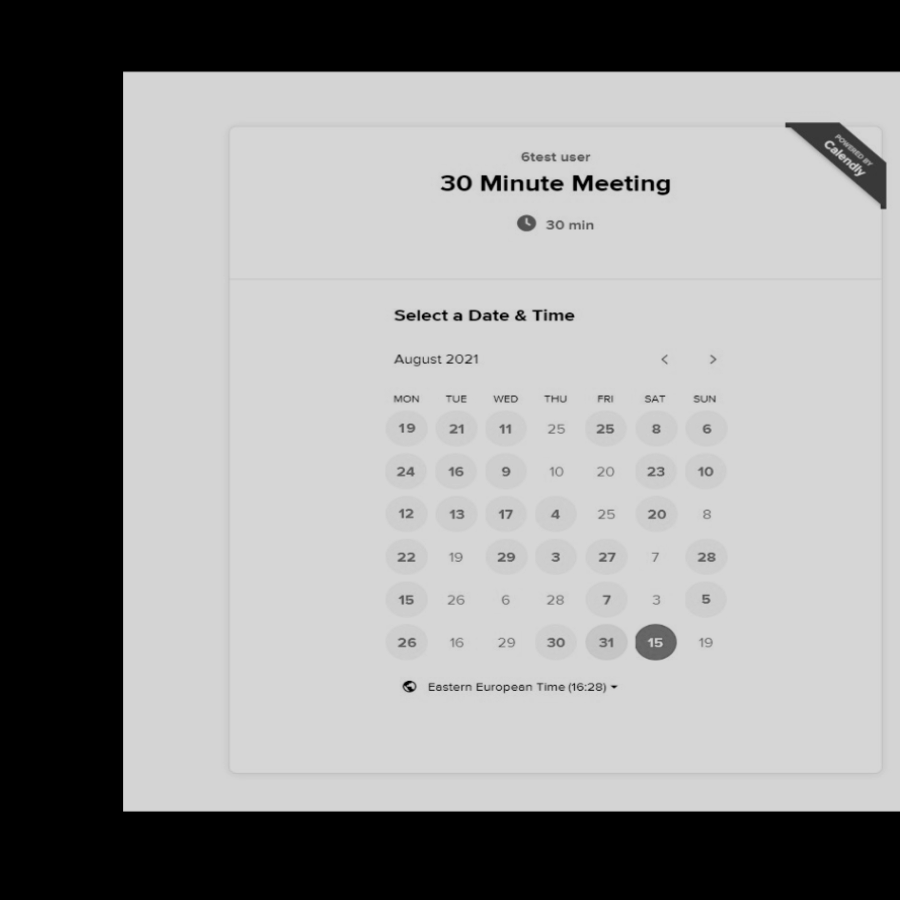 POWERED BY
Calendly
6test user
30 Minute Meeting
30 min
Select a Date & Time
August 2021
MON TUE WED THU FRI SAT SUN
19 21 11 25 25 8 6
24 16 9 10 20 23 10
12 13 17 4 25 20 8
22 19 29 3 27 7 28
15 26 6 28 7 3 5
26 16 29 30 31 15 19
Eastern European Time (16:28)